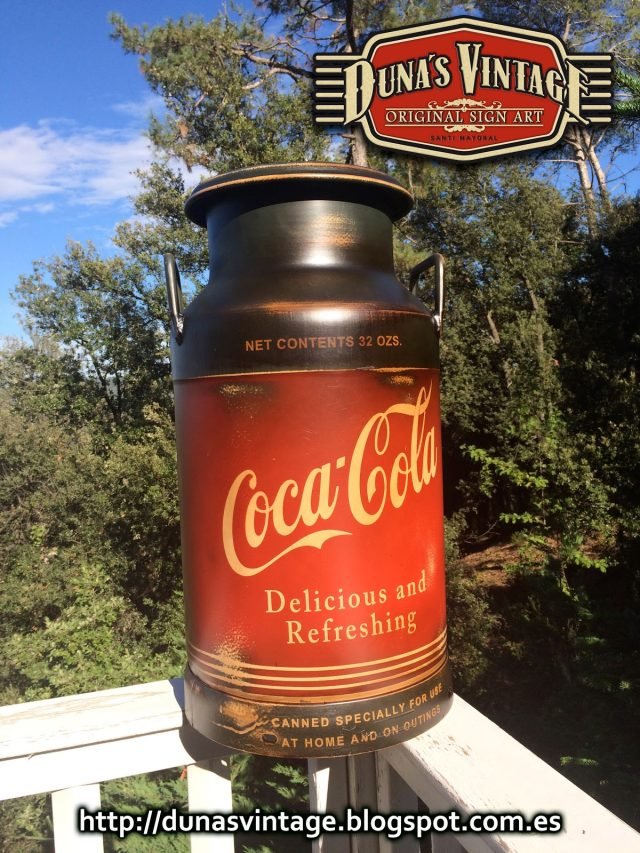 DUNA'S VINTAGE
ORIGINAL SIGN ART
SANTI MAYORAL
NET CONTENTS 32 OZS.
Coca-Cola
Delicious and
Refreshing
CANNED SPECIALLY FOR USE
AT HOME AND ON OUTINGS
http://dunasvintage.blogspot.com.es